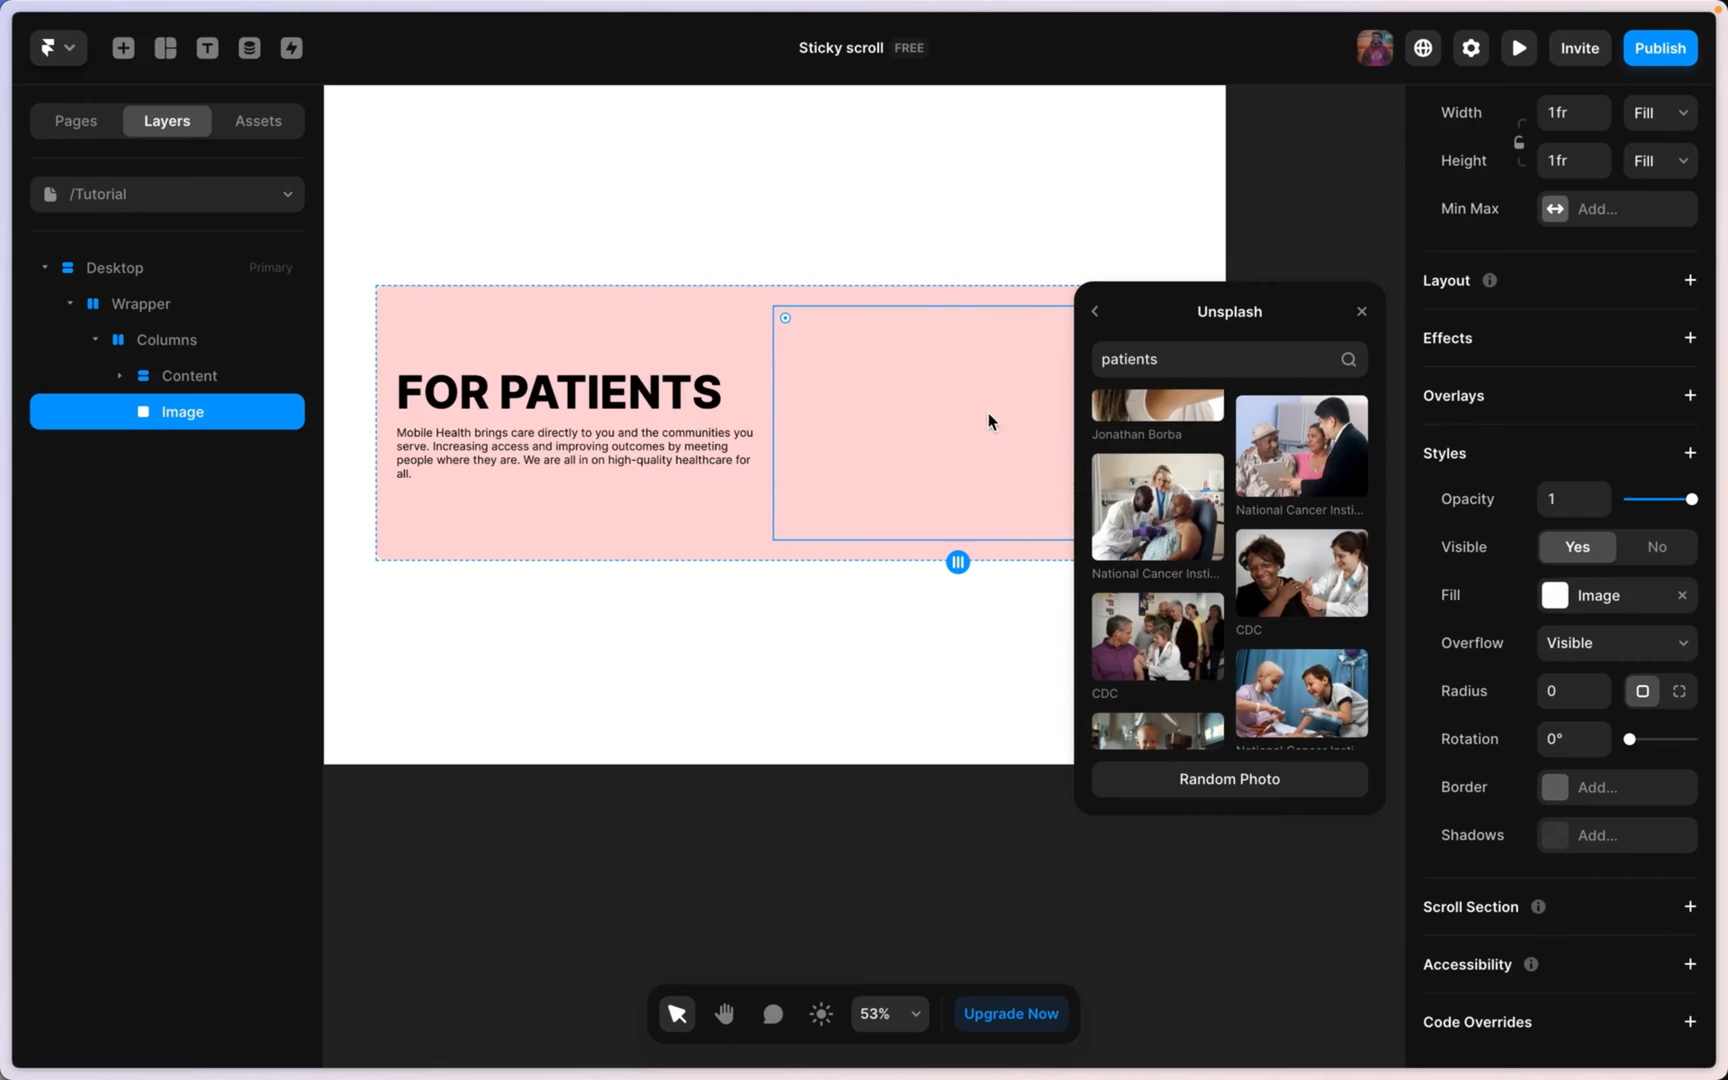 Sticky scroll FREE
Invite
Publish
Pages
Layers
Assets
/Tutorial
Desktop
Primary
Wrapper
Columns
Content
Image
FOR PATIENTS
Mobile Health brings care directly to you and the communities you
serve. Increasing access and improving outcomes by meeting
people where they are. We are all in on high-quality healthcare for
all.
Unsplash
patients
Jonathan Borba
National Cancer Insti...
National Cancer Insti...
CDC
CDC
National Cancer Insti...
Random Photo
53%
Upgrade Now
Width 1fr Fill
Height 1fr Fill
Min Max Add...
Layout
Effects
Overlays
Styles
Opacity 1
Visible Yes No
Fill Image
Overflow Visible
Radius 0
Rotation 0°
Border Add...
Shadows Add...
Scroll Section
Accessibility
Code Overrides